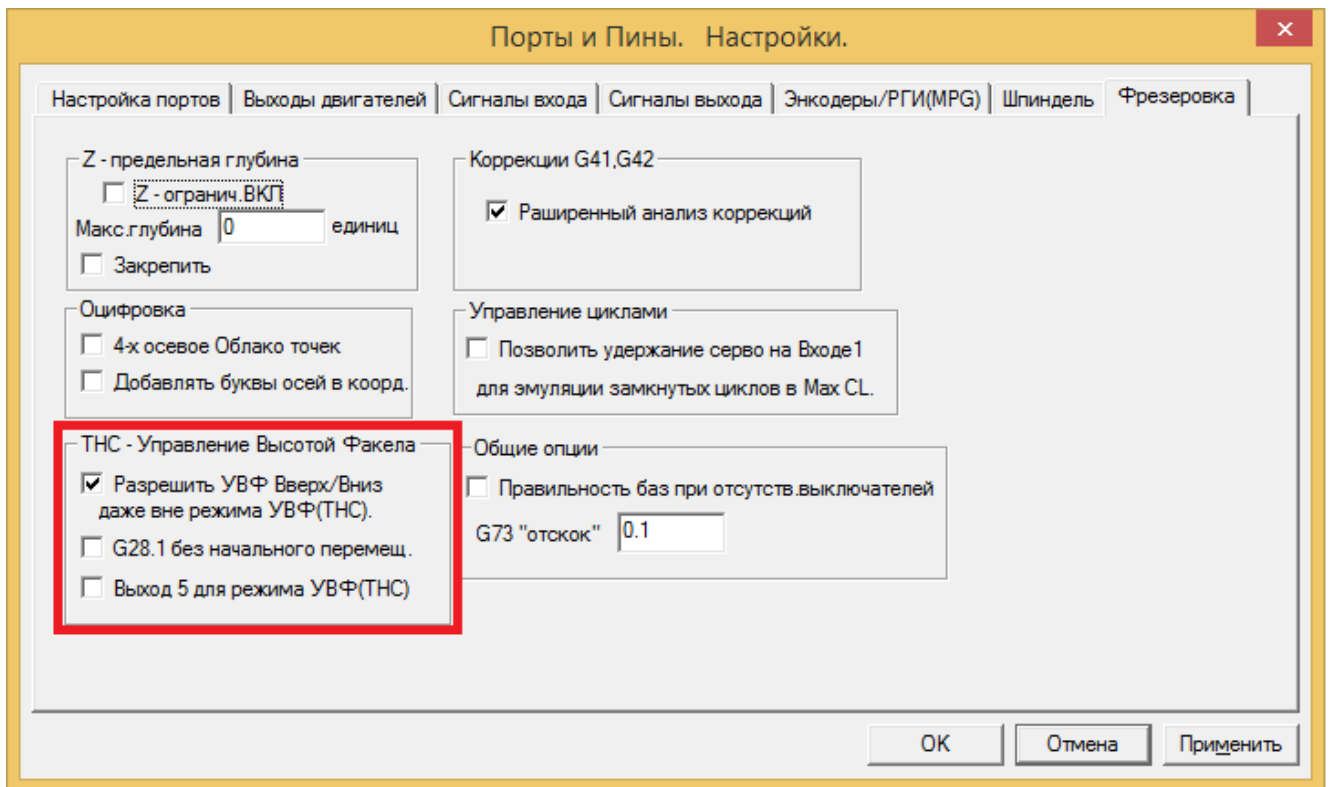 Порты и Пины. Настройки.
Настройка портов
Выходы двигателей
Сигналы входа
Сигналы выхода
Энкодеры/РГИ(MPG)
Шпиндель
Фрезеровка
Z - предельная глубина
Z - огранич.ВКЛ
Макс.глубина 0 единиц
Закрепить
Оцифровка
4-х осевое Облако точек
Добавлять буквы осей в коорд.
THC - Управление Высотой Факела
Разрешить УВФ Вверх/Вниз
даже вне режима УВФ(THC).
G28.1 без начального перемещ.
Выход 5 для режима УВФ(THC)
Коррекции G41,G42
Раширенный анализ коррекций
Управление циклами
Позволить удержание серво на Входе1
для эмуляции замкнутых циклов в Max CL.
Общие опции
Правильность баз при отсутств.выключателей
G73 "отскок" 0.1
OK
Отмена
Применить